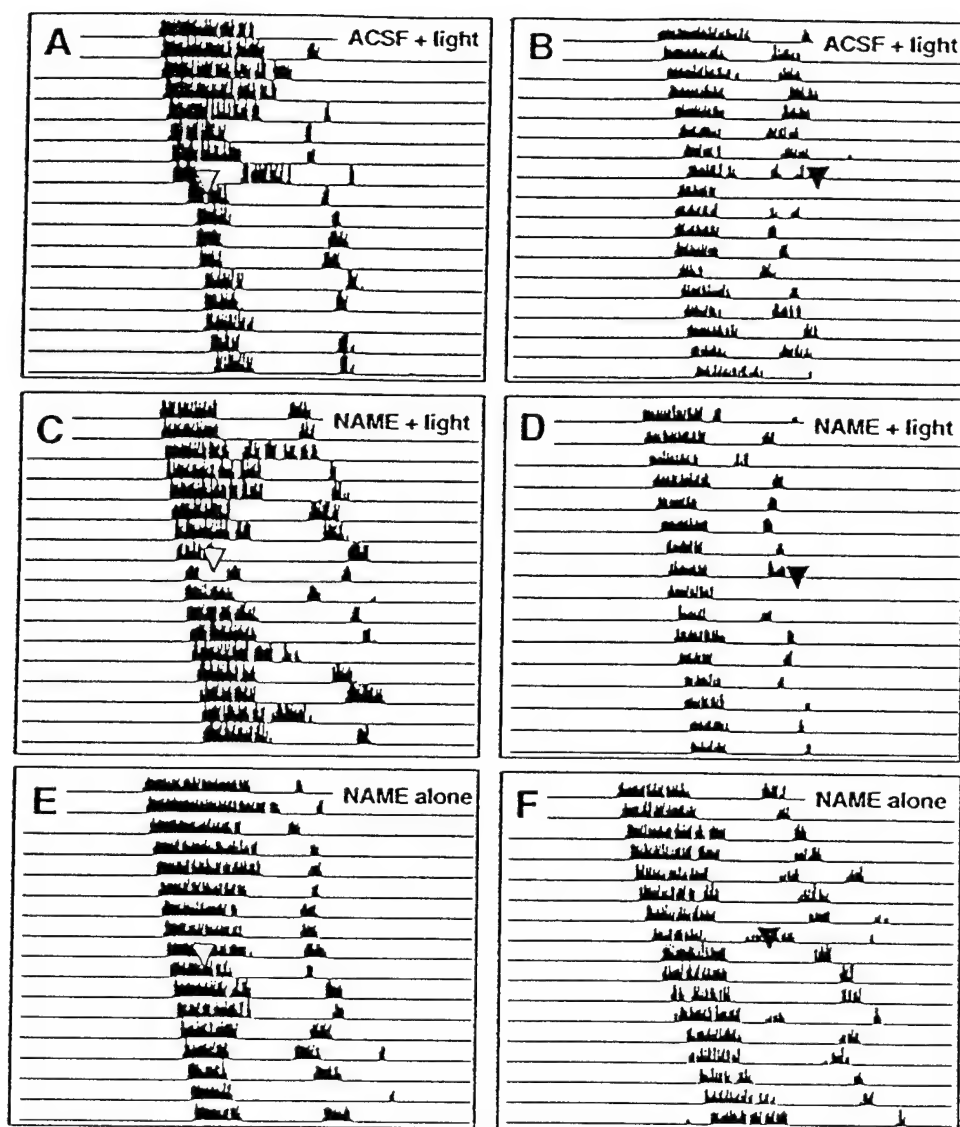 A ACSF + light
B ACSF + light
C NAME + light
D NAME + light
E NAME alone
F NAME alone